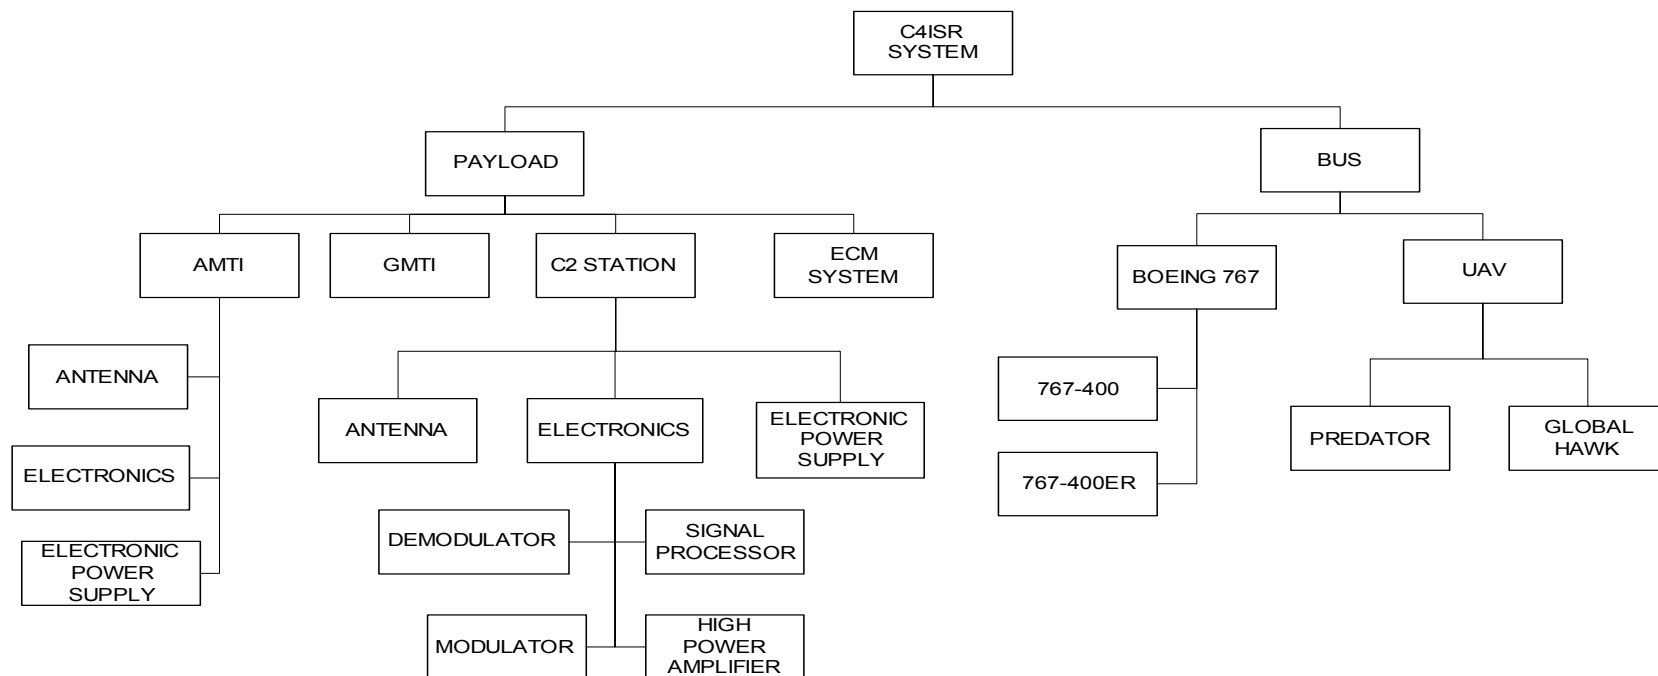 C4ISR
SYSTEM
PAYLOAD
BUS
AMTI
GMTI
C2 STATION
ECM
SYSTEM
BOEING 767
UAV
ANTENNA
ELECTRONICS
ELECTRONIC
POWER
SUPPLY
ANTENNA
ELECTRONICS
ELECTRONIC
POWER
SUPPLY
DEMODULATOR
SIGNAL
PROCESSOR
MODULATOR
HIGH
POWER
AMPLIFIER
767-400
767-400ER
PREDATOR
GLOBAL
HAWK